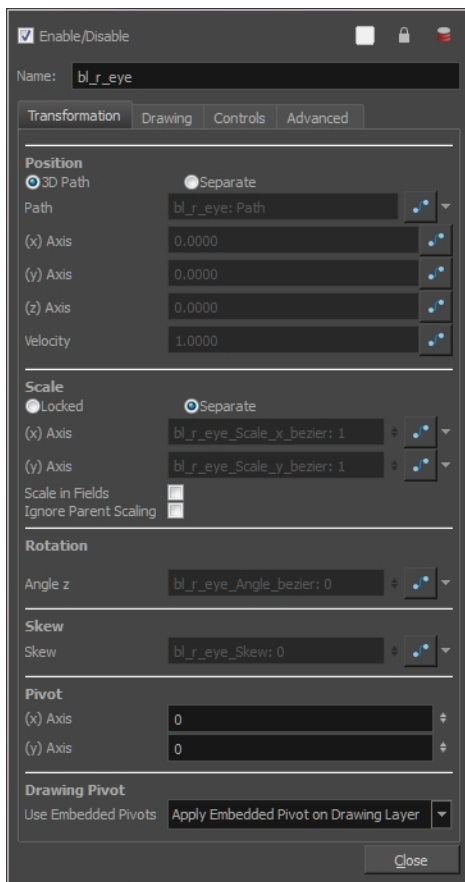 Enable/Disable
Name: bl_r_eye
Transformation Drawing Controls Advanced
Position
3D Path Separate
Path bl_r_eye: Path
(x) Axis 0.0000
(y) Axis 0.0000
(z) Axis 0.0000
Velocity 1.0000
Scale
Locked Separate
(x) Axis bl_r_eye_Scale_x_bezier: 1
(y) Axis bl_r_eye_Scale_y_bezier: 1
Scale in Fields
Ignore Parent Scaling
Rotation
Angle z bl_r_eye_Angle_bezier: 0
Skew
Skew bl_r_eye_Skew: 0
Pivot
(x) Axis 0
(y) Axis 0
Drawing Pivot
Use Embedded Pivots Apply Embedded Pivot on Drawing Layer
Close